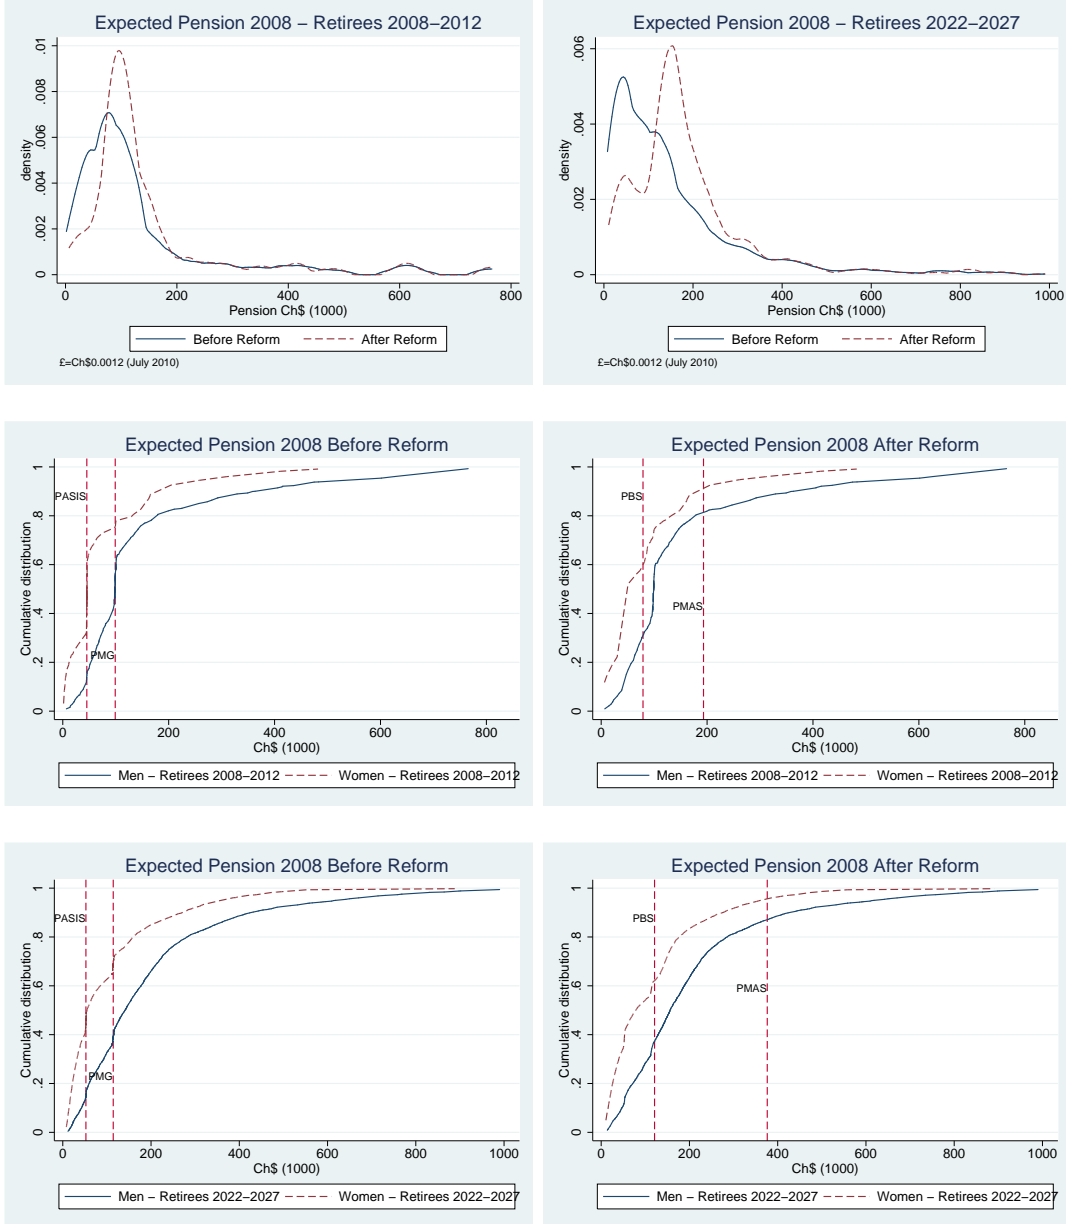 Expected Pension 2008 − Retirees 2008−2012
density
0 .002 .004 .006 .008 .01
0 200 400 600 800
Pension Ch$ (1000)
Before Reform After Reform
£=Ch$0.0012 (July 2010)
Expected Pension 2008 − Retirees 2022−2027
density
0 .002 .004 .006
0 200 400 600 800 1000
Pension Ch$ (1000)
Before Reform After Reform
£=Ch$0.0012 (July 2010)
Expected Pension 2008 Before Reform
Cumulative distribution
0 .2 .4 .6 .8 1
PASIS
PMG
0 200 400 600 800
Ch$ (1000)
Men − Retirees 2008−2012 Women − Retirees 2008−2012
Expected Pension 2008 After Reform
Cumulative distribution
0 .2 .4 .6 .8 1
PBS
PMAS
0 200 400 600 800
Ch$ (1000)
Men − Retirees 2008−2012 Women − Retirees 2008−2012
Expected Pension 2008 Before Reform
Cumulative distribution
0 .2 .4 .6 .8 1
PASIS
PMG
0 200 400 600 800 1000
Ch$ (1000)
Men − Retirees 2022−2027 Women − Retirees 2022−2027
Expected Pension 2008 After Reform
Cumulative distribution
0 .2 .4 .6 .8 1
PBS
PMAS
0 200 400 600 800 1000
Ch$ (1000)
Men − Retirees 2022−2027 Women − Retirees 2022−2027